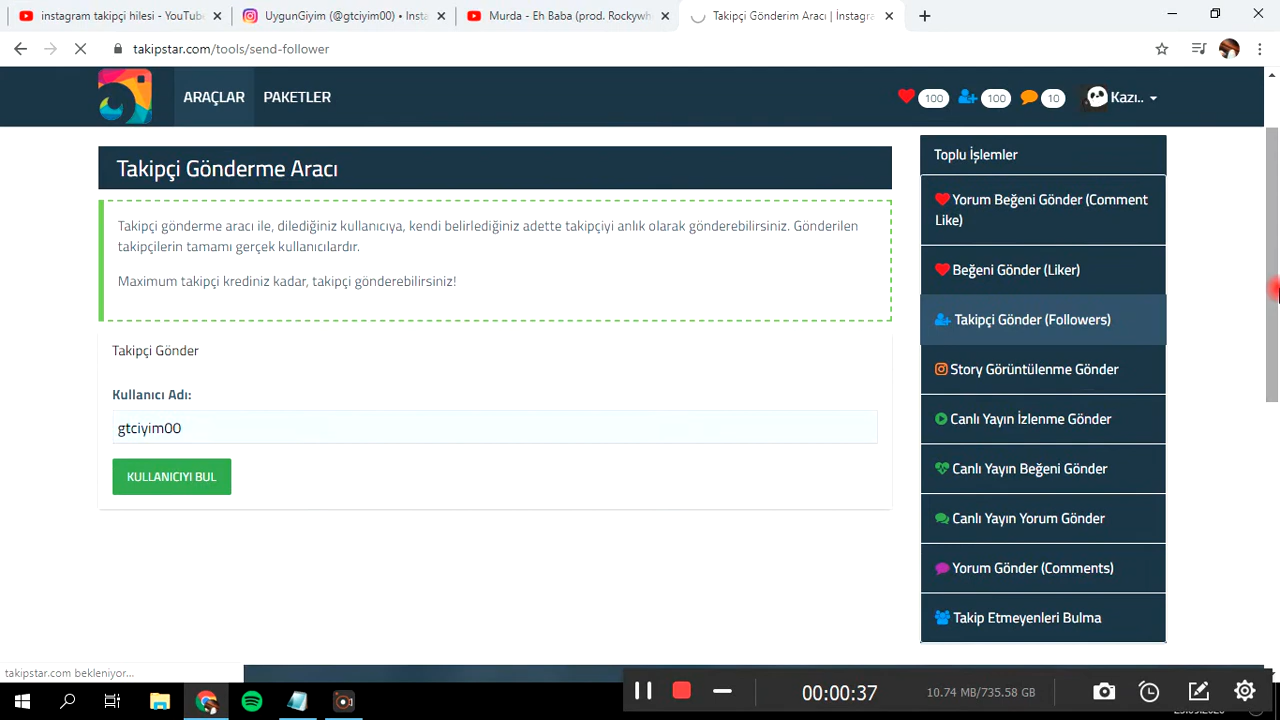 instagram takipçi hilesi - YouTube
UygunGiyim (@gtciyim00) • Insta
Murda - Eh Baba (prod. Rockywh
Takipçi Gönderim Aracı | İnstagra
takipstar.com/tools/send-follower
ARAÇLAR
PAKETLER
100
100
10
Kazı..
Takipçi Gönderme Aracı
Takipçi gönderme aracı ile, dilediğiniz kullanıcıya, kendi belirlediğiniz adette takipçiyi anlık olarak gönderebilirsiniz. Gönderilen
takipçilerin tamamı gerçek kullanıcılardır.
Maximum takipçi krediniz kadar, takipçi gönderebilirsiniz!
Takipçi Gönder
Kullanıcı Adı:
gtciyim00
KULLANICIYI BUL
Toplu İşlemler
Yorum Beğeni Gönder (Comment
Like)
Beğeni Gönder (Liker)
Takipçi Gönder (Followers)
Story Görüntülenme Gönder
Canlı Yayın İzlenme Gönder
Canlı Yayın Beğeni Gönder
Canlı Yayın Yorum Gönder
Yorum Gönder (Comments)
Takip Etmeyenleri Bulma
takipstar.com bekleniyor...
00:00:37
10.74 MB/735.58 GB